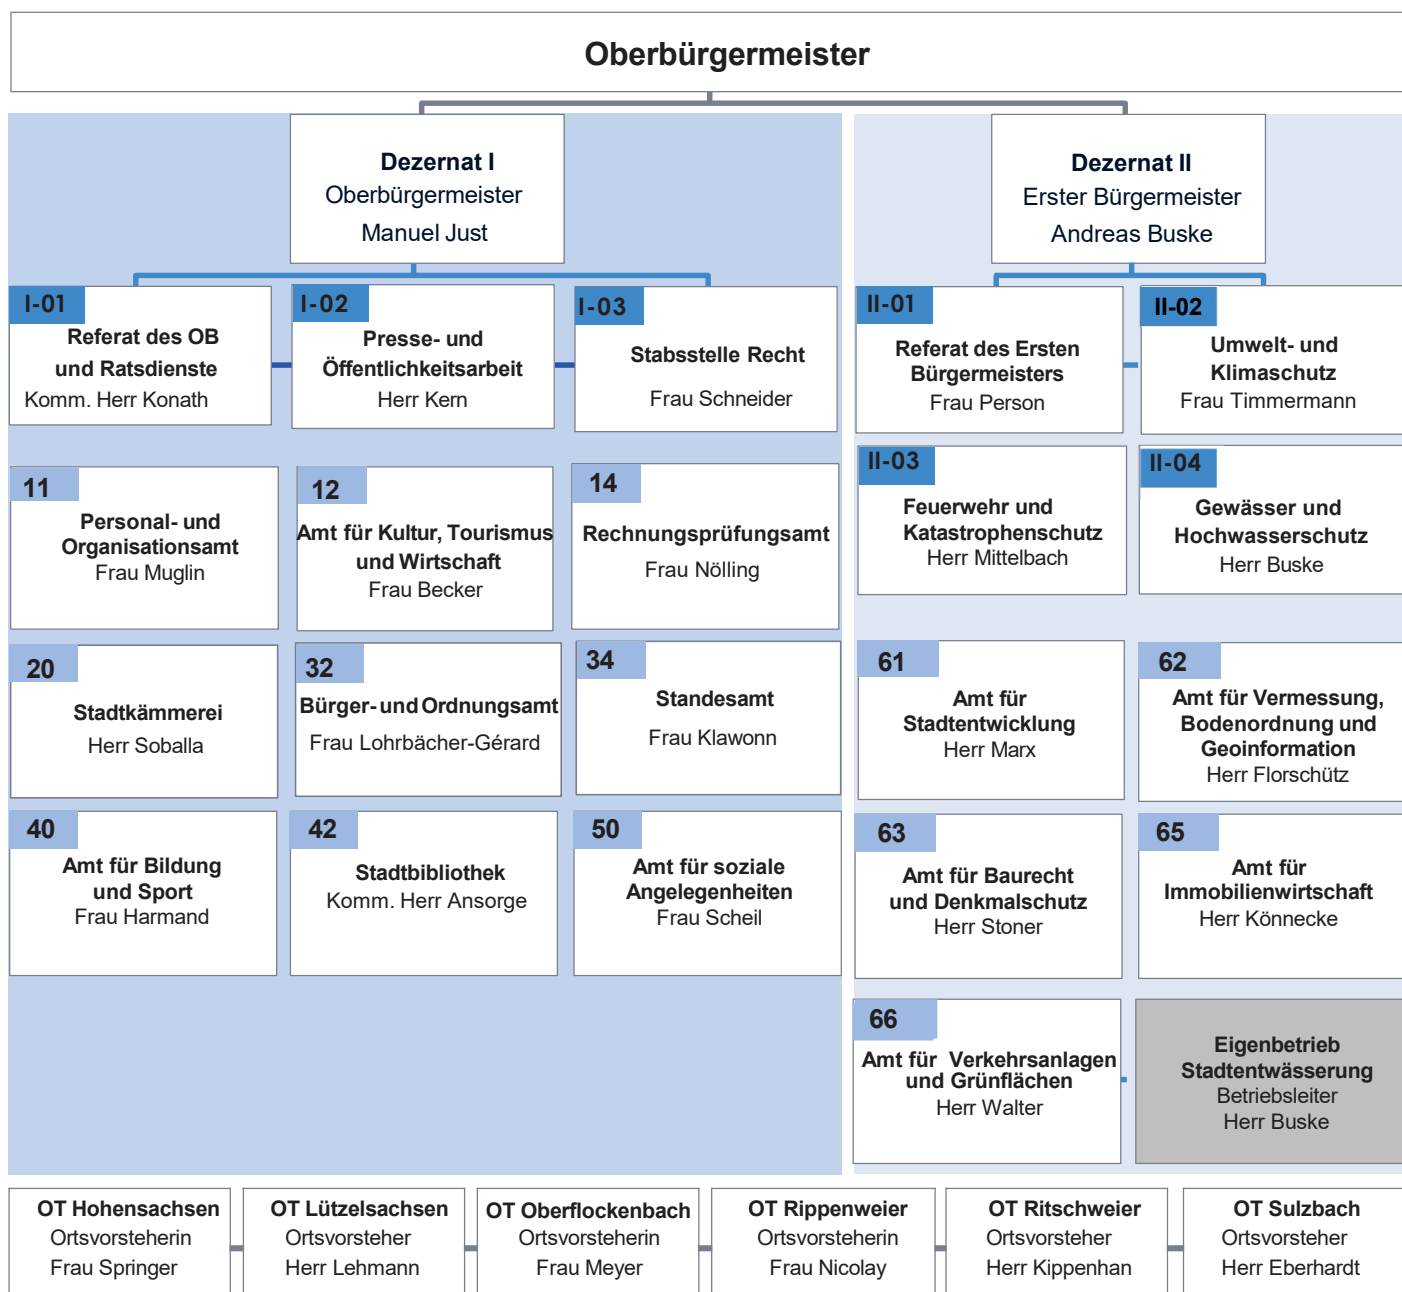 Oberbürgermeister
Dezernat I
Oberbürgermeister
Manuel Just
Dezernat II
Erster Bürgermeister
Andreas Buske
I-01
Referat des OB
und Ratsdienste
Komm. Herr Konath
I-02
Presse- und
Öffentlichkeitsarbeit
Herr Kern
I-03
Stabsstelle Recht
Frau Schneider
II-01
Referat des Ersten
Bürgermeisters
Frau Person
II-02
Umwelt- und
Klimaschutz
Frau Timmermann
11
Personal- und
Organisationsamt
Frau Muglin
12
Amt für Kultur, Tourismus
und Wirtschaft
Frau Becker
14
Rechnungsprüfungsamt
Frau Nölling
II-03
Feuerwehr und
Katastrophenschutz
Herr Mittelbach
II-04
Gewässer und
Hochwasserschutz
Herr Buske
20
Stadtkämmerei
Herr Soballa
32
Bürger- und Ordnungsamt
Frau Lohrbächer-Gérard
34
Standesamt
Frau Klawonn
61
Amt für
Stadtentwicklung
Herr Marx
62
Amt für Vermessung,
Bodenordnung und
Geoinformation
Herr Florschütz
40
Amt für Bildung
und Sport
Frau Harmand
42
Stadtbibliothek
Komm. Herr Ansorge
50
Amt für soziale
Angelegenheiten
Frau Scheil
63
Amt für Baurecht
und Denkmalschutz
Herr Stoner
65
Amt für
Immobilienwirtschaft
Herr Könnecke
66
Amt für Verkehrsanlagen
und Grünflächen
Herr Walter
Eigenbetrieb
Stadtentwässerung
Betriebsleiter
Herr Buske
OT Hohensachsen
Ortsvorsteherin
Frau Springer
OT Lützelsachsen
Ortsvorsteher
Herr Lehmann
OT Oberflockenbach
Ortsvorsteherin
Frau Meyer
OT Rippenweier
Ortsvorsteherin
Frau Nicolay
OT Ritschweier
Ortsvorsteher
Herr Kippenhan
OT Sulzbach
Ortsvorsteher
Herr Eberhardt